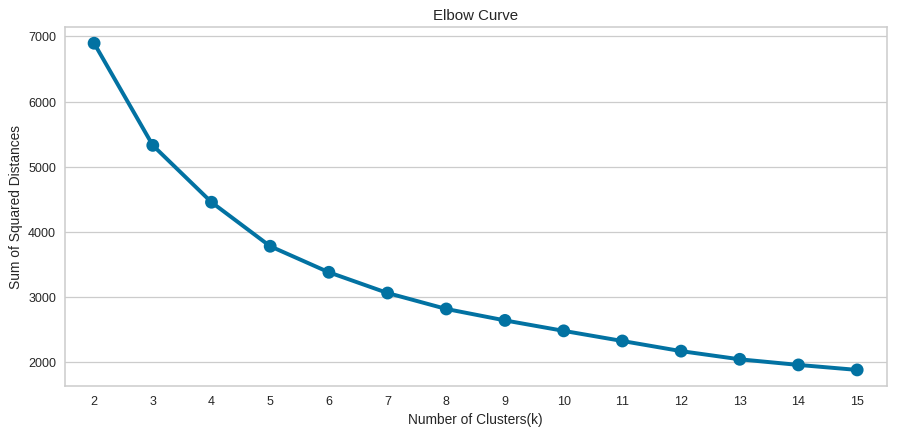 Elbow Curve
7000
6000
5000
4000
3000
2000
Sum of Squared Distances
2 3 4 5 6 7 8 9 10 11 12 13 14 15
Number of Clusters(k)